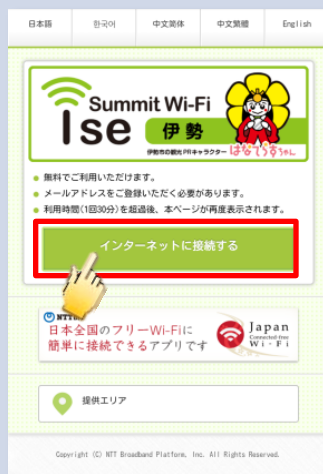 日本語 한국어 中文简体 中文繁體 English
Summit Wi-Fi
Ise 伊勢
伊勢市の観光PRキャラクター はなてらすちゃん
無料でご利用いただけます。
メールアドレスをご登録いただく必要があります。
利用時間(1回30分)を超過後、本ページが再度表示されます。
インターネットに接続する
日本全国のフリーWi-Fiに
簡単に接続できるアプリです
Japan
Connected-free
Wi-Fi
提供エリア
Copyright (C) NTT Broadband Platform, Inc. All Rights Reserved.